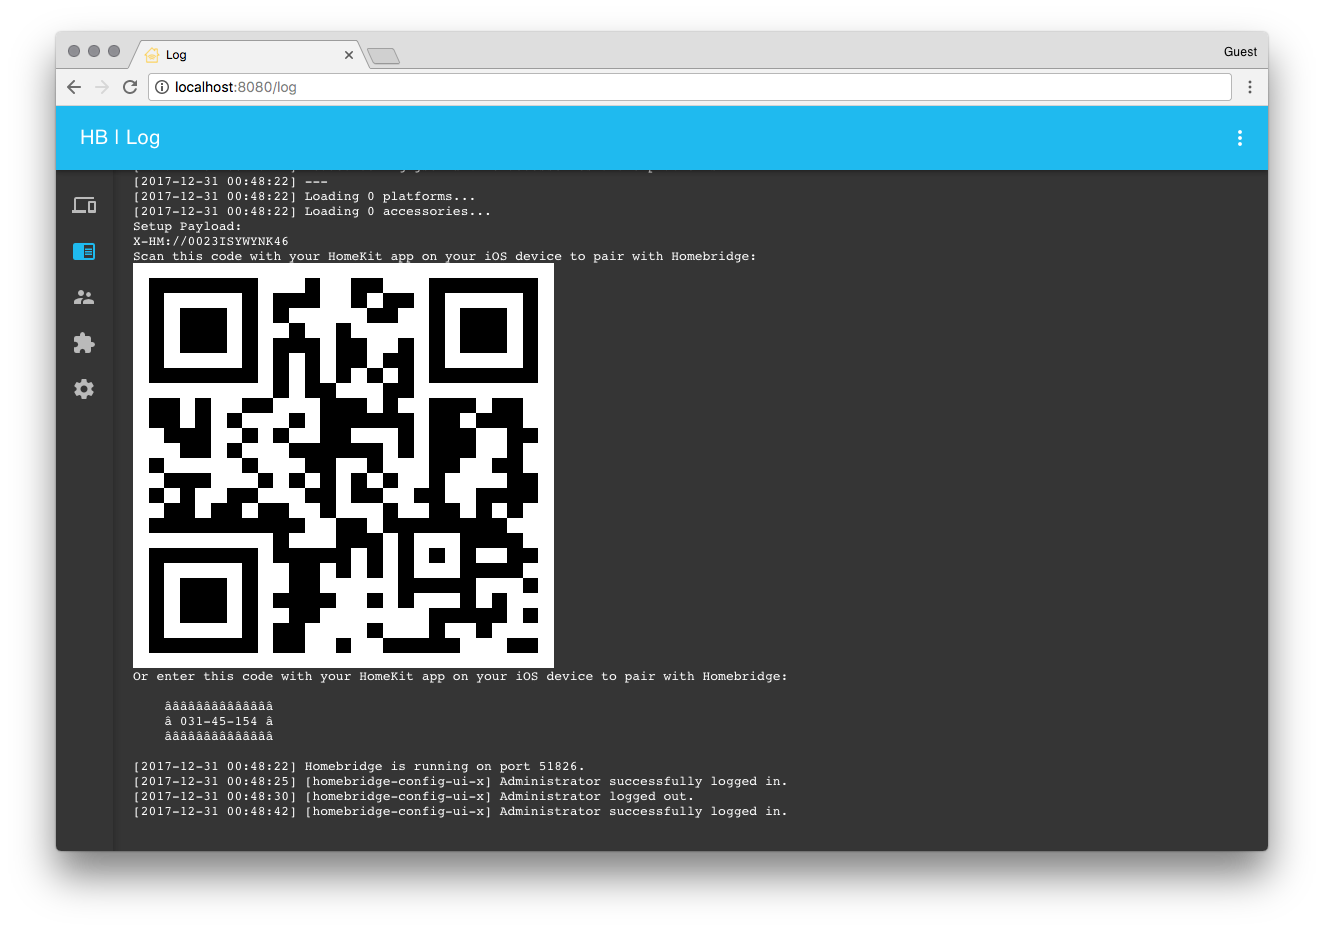 Log
Guest
localhost:8080/log
HB | Log
[2017-12-31 00:48:22] ---
[2017-12-31 00:48:22] Loading 0 platforms...
[2017-12-31 00:48:22] Loading 0 accessories...
Setup Payload:
X-HM://0023ISYWYNK46
Scan this code with your HomeKit app on your iOS device to pair with Homebridge:
Or enter this code with your HomeKit app on your iOS device to pair with Homebridge:
ââââââââââââââ
â 031-45-154 â
ââââââââââââââ
[2017-12-31 00:48:22] Homebridge is running on port 51826.
[2017-12-31 00:48:25] [homebridge-config-ui-x] Administrator successfully logged in.
[2017-12-31 00:48:30] [homebridge-config-ui-x] Administrator logged out.
[2017-12-31 00:48:42] [homebridge-config-ui-x] Administrator successfully logged in.